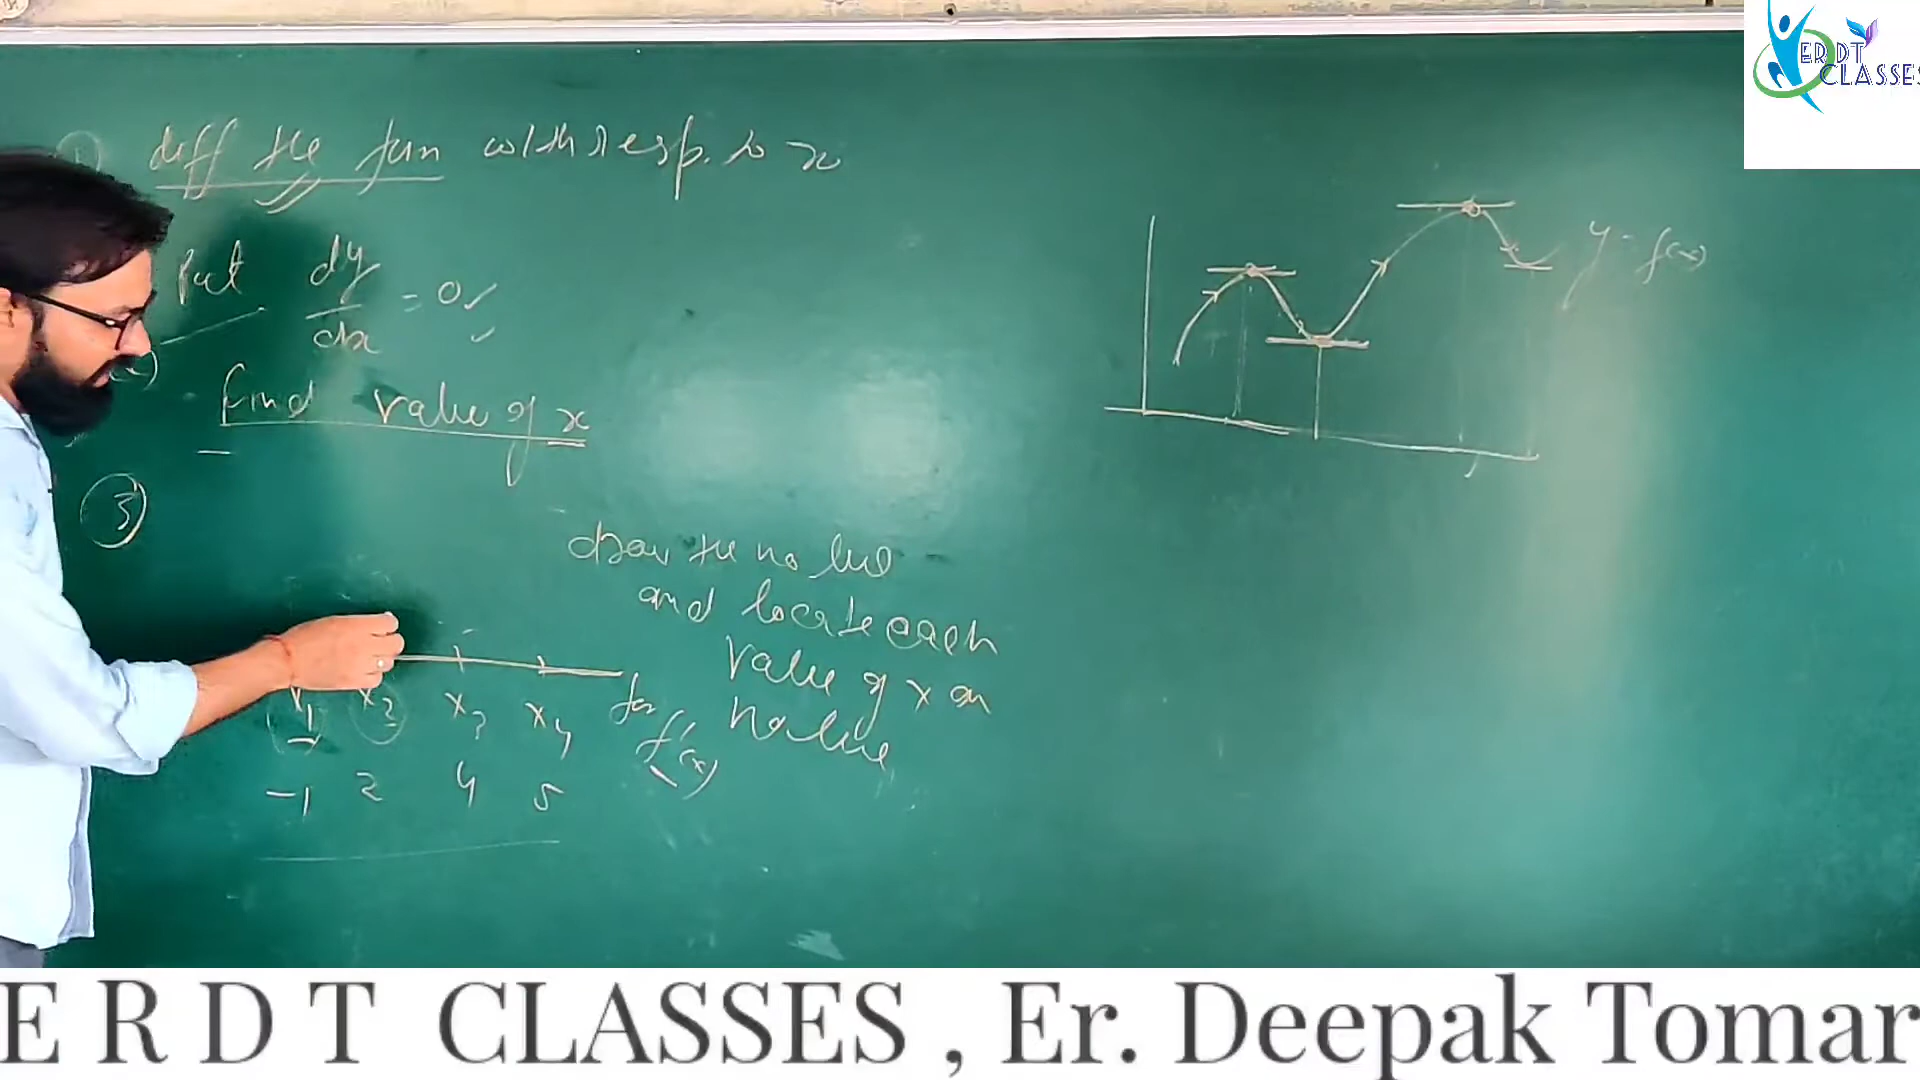 1) diff the fun with resp. to x
Put dy/dx = 0
2)
find value of x
3
draw the no line
and locate each
value of x on
no line
x1 x2 x3 x4 for f'(x)
-1 2 4 5
y = f(x)
ERDT
CLASSES
E R D T CLASSES , Er. Deepak Tomar